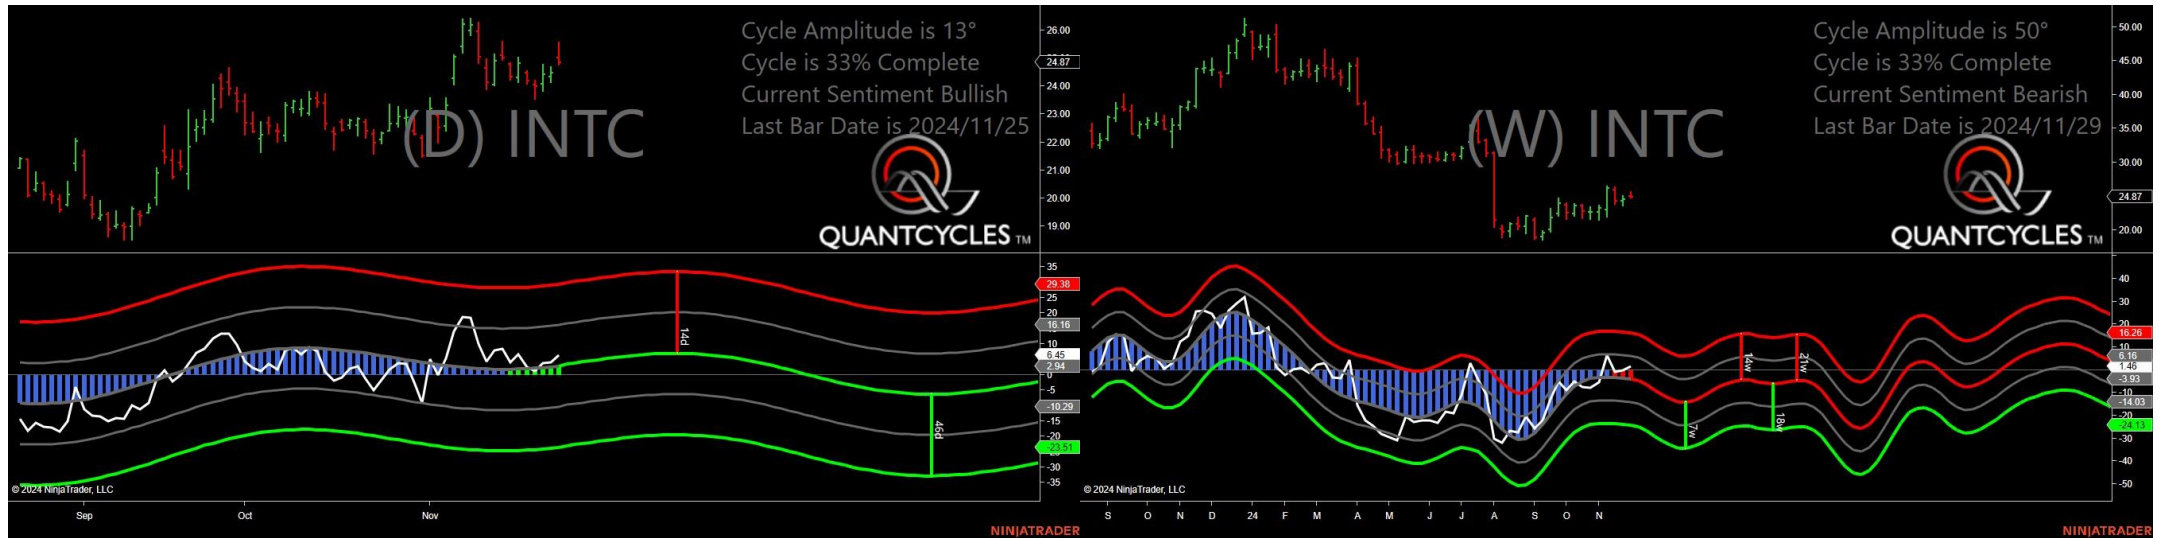 Cycle Amplitude is 13°
Cycle is 33% Complete
Current Sentiment Bullish
Last Bar Date is 2024/11/25
(D) INTC
QUANTCYCLES TM
26.00
24.87
24.00
23.00
22.00
21.00
20.00
19.00
35
29.38
25
20
16.16
10
6.45
2.94
-5
-10.29
-15
-20
-23.51
-30
-35
14d
46d
© 2024 NinjaTrader, LLC
Sep
Oct
Nov
NINJATRADER
Cycle Amplitude is 50°
Cycle is 33% Complete
Current Sentiment Bearish
Last Bar Date is 2024/11/29
(W) INTC
QUANTCYCLES TM
50.00
45.00
40.00
35.00
30.00
24.87
20.00
40
30
20
16.26
10
6.16
1.46
-3.93
-10
-14.03
-20
-24.13
-30
-40
-50
14w
21w
7w
18w
© 2024 NinjaTrader, LLC
S O N D 24 F M A M J J A S O N
NINJATRADER